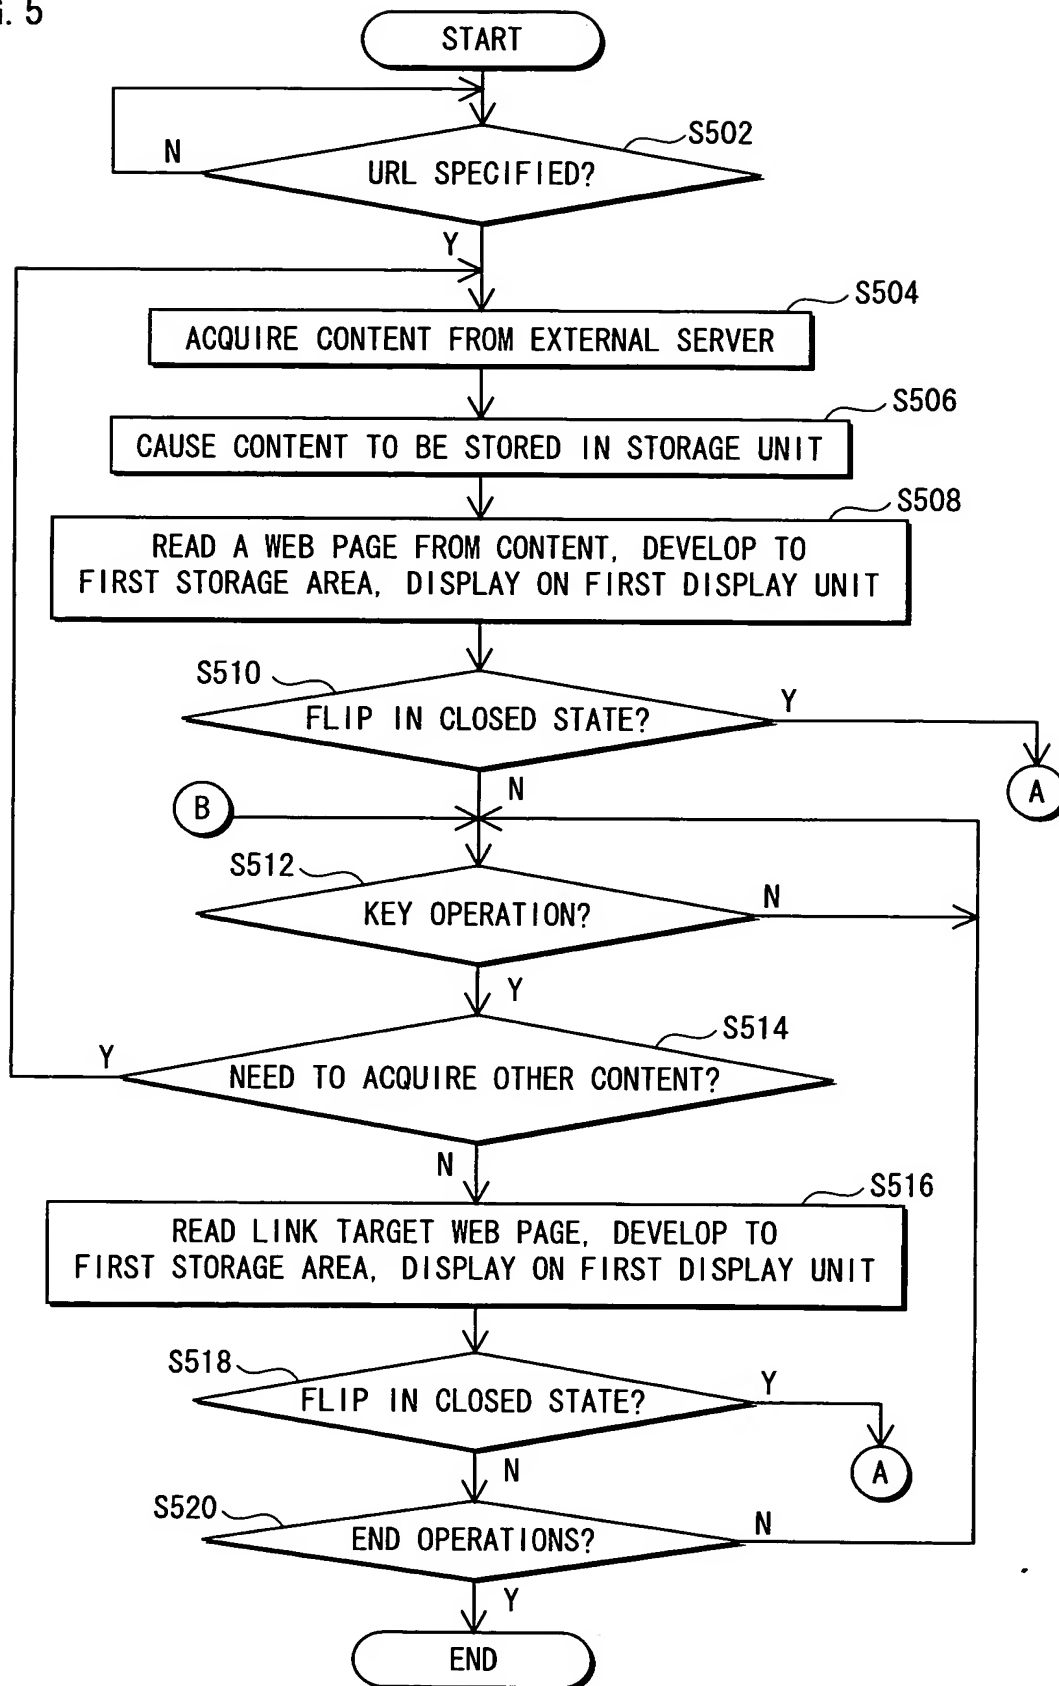 . 5
START
S502
N
URL SPECIFIED?
Y
S504
ACQUIRE CONTENT FROM EXTERNAL SERVER
S506
CAUSE CONTENT TO BE STORED IN STORAGE UNIT
S508
READ A WEB PAGE FROM CONTENT, DEVELOP TO
FIRST STORAGE AREA, DISPLAY ON FIRST DISPLAY UNIT
S510
Y
FLIP IN CLOSED STATE?
N
A
B
S512
N
KEY OPERATION?
Y
S514
Y
NEED TO ACQUIRE OTHER CONTENT?
N
S516
READ LINK TARGET WEB PAGE, DEVELOP TO
FIRST STORAGE AREA, DISPLAY ON FIRST DISPLAY UNIT
S518
Y
FLIP IN CLOSED STATE?
N
A
S520
N
END OPERATIONS?
Y
END